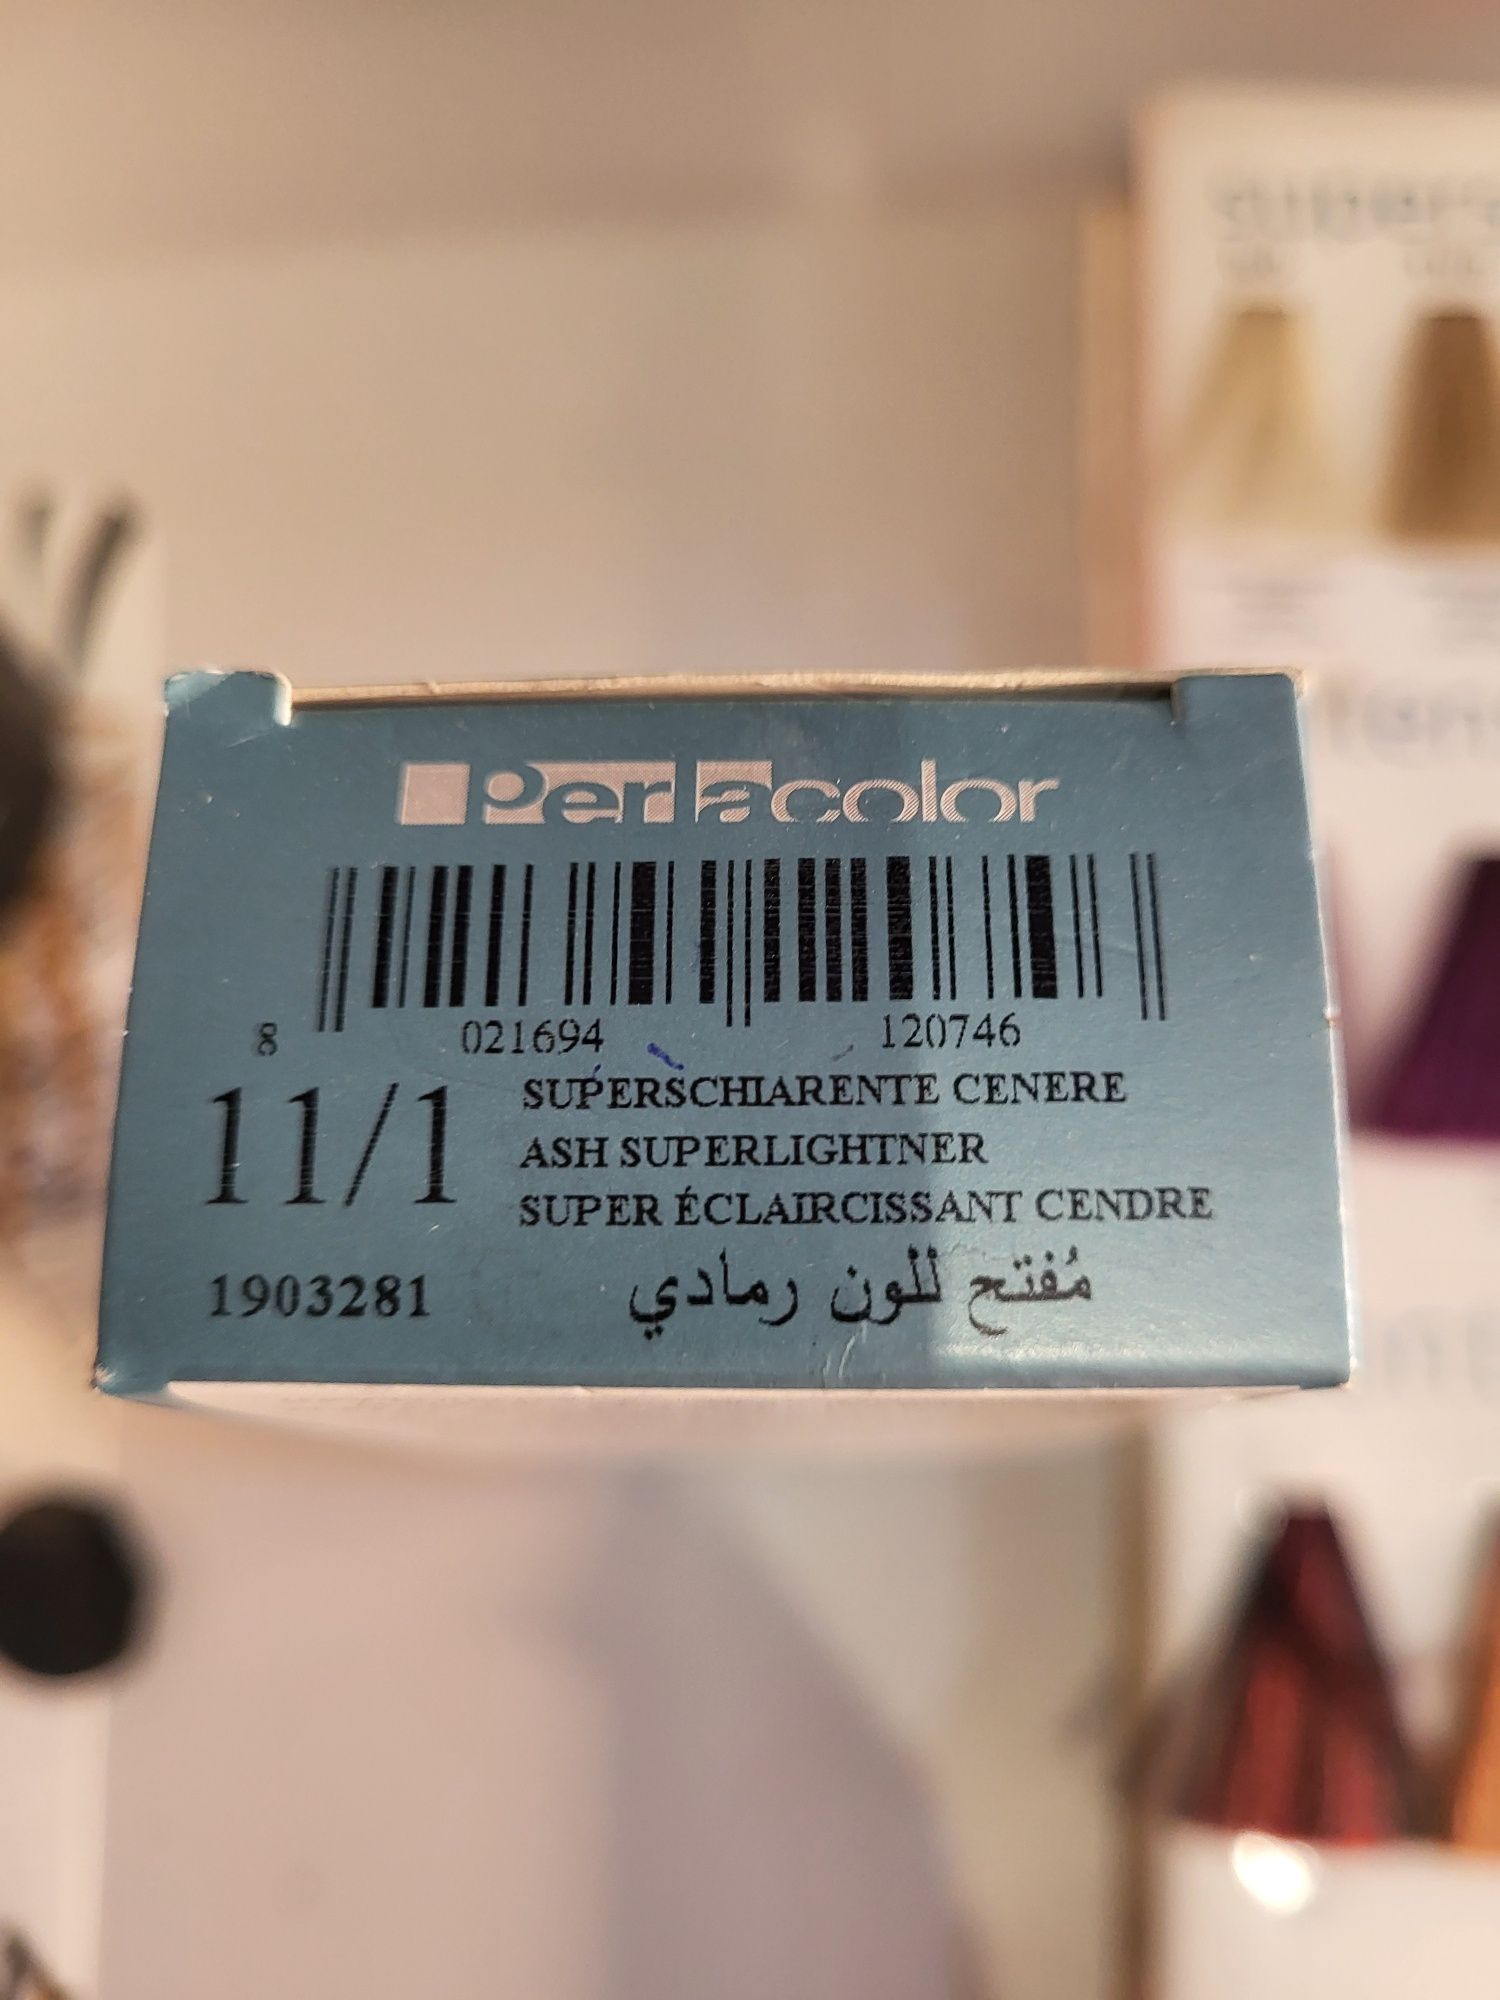 Perlacolor
8 021694 120746
11/1
SUPERSCHIARENTE CENERE
ASH SUPERLIGHTNER
SUPER ÉCLAIRCISSANT CENDRE
مُفتح للون رمادي
1903281